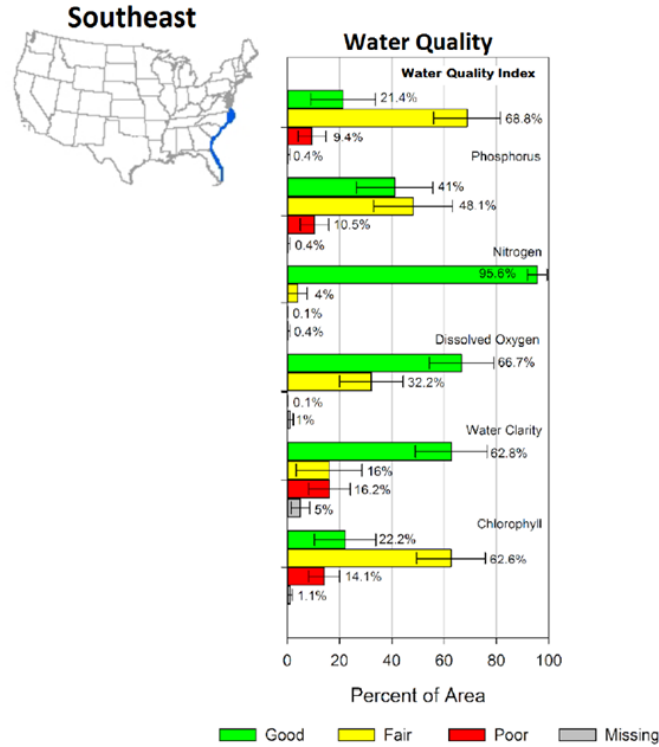 Southeast
Water Quality
Water Quality Index
21.4%
68.8%
9.4%
0.4%
Phosphorus
41%
48.1%
10.5%
0.4%
Nitrogen
95.6%
4%
0.1%
0.4%
Dissolved Oxygen
66.7%
32.2%
0.1%
1%
Water Clarity
62.8%
16%
16.2%
5%
Chlorophyll
22.2%
62.6%
14.1%
1.1%
0 20 40 60 80 100
Percent of Area
Good Fair Poor Missing